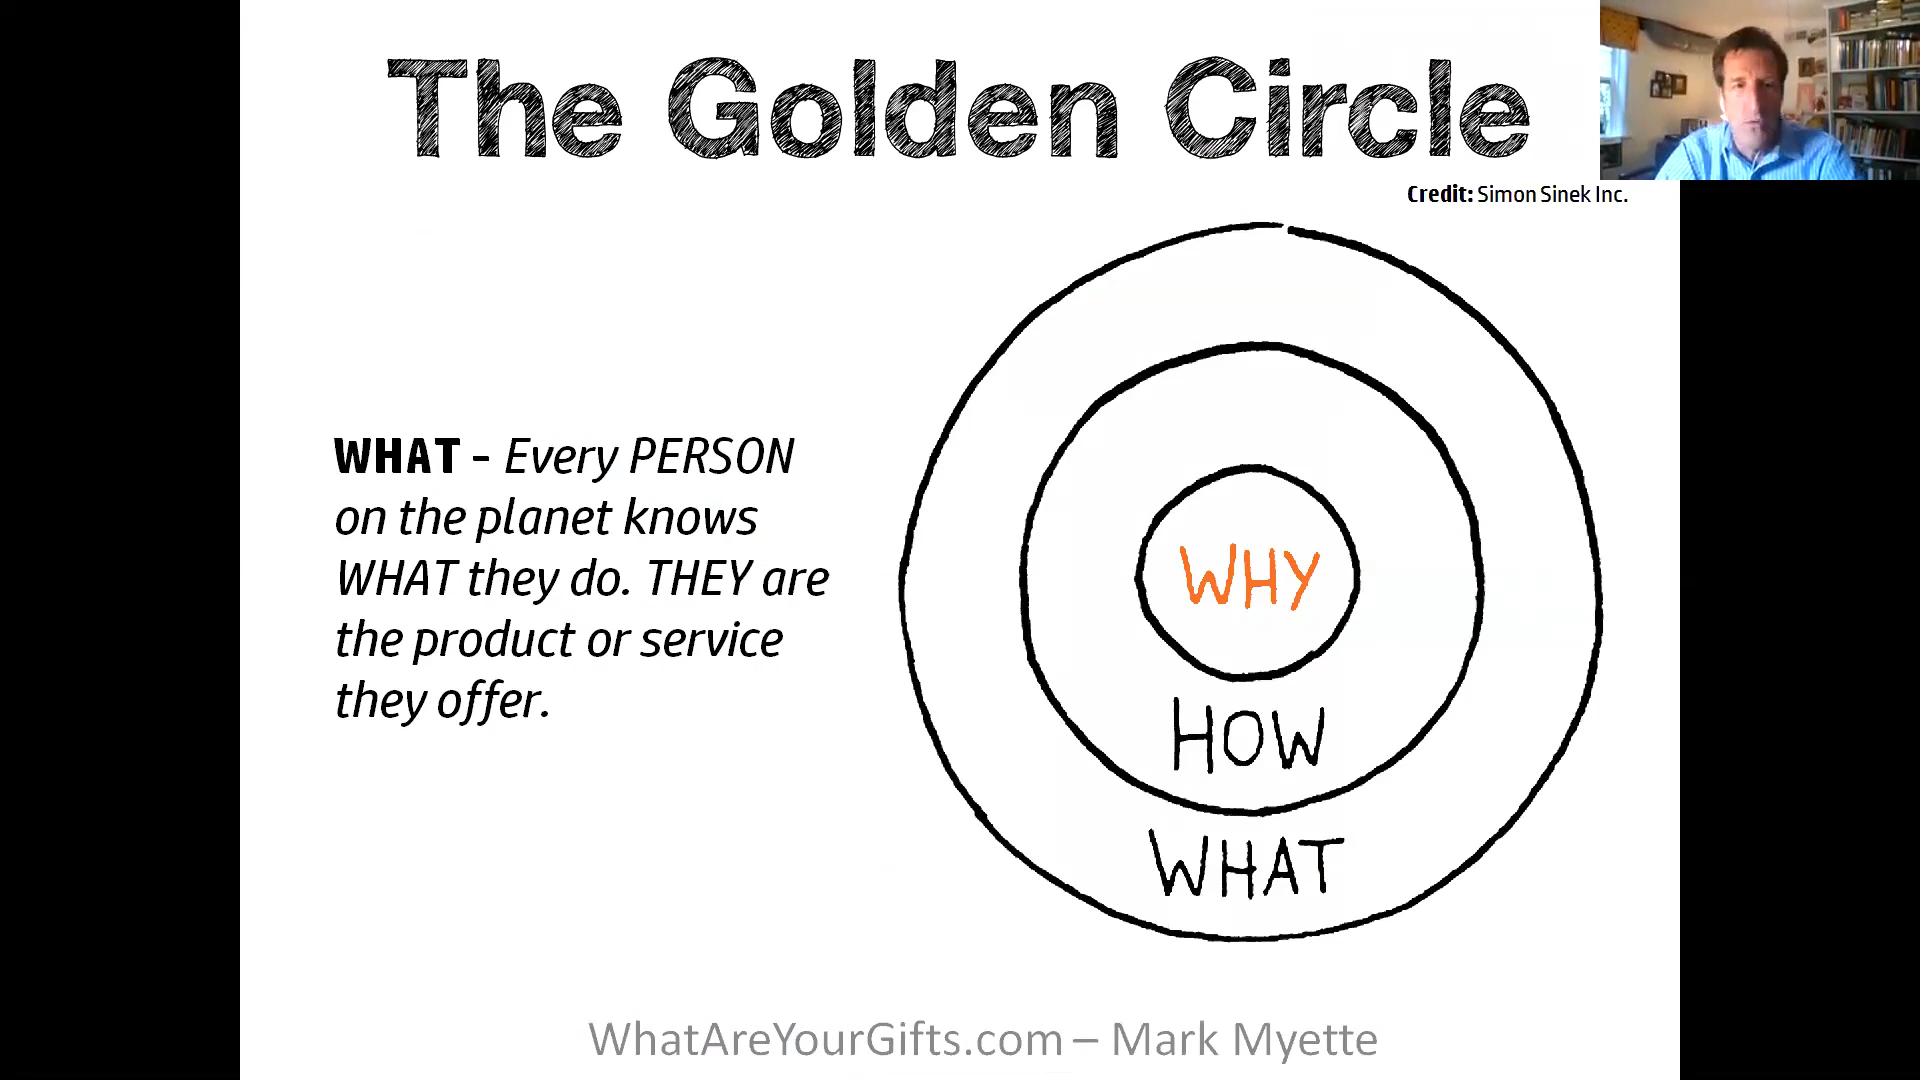 The Golden Circle
Credit: Simon Sinek Inc.
WHAT - Every PERSON
on the planet knows
WHAT they do. THEY are
the product or service
they offer.
WHY
HOW
WHAT
WhatAreYourGifts.com – Mark Myette